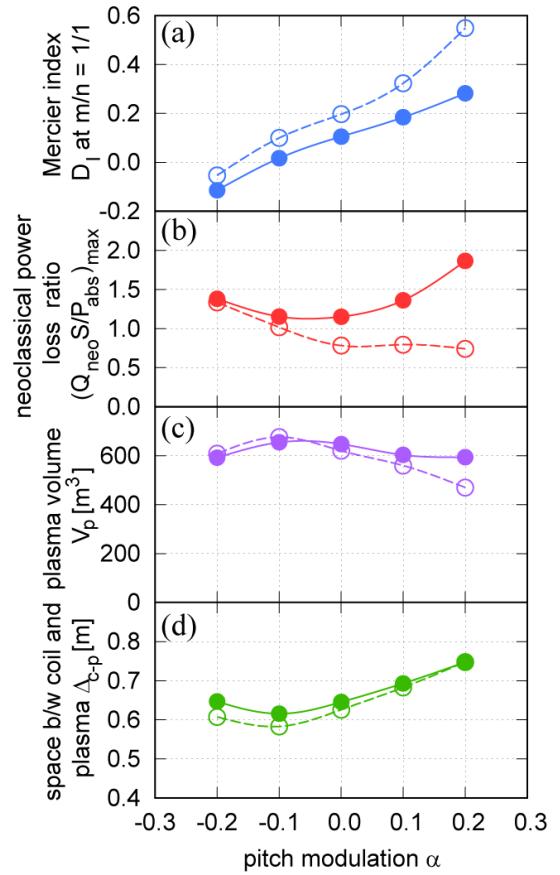 (a)
Mercier index
D_I at m/n = 1/1
0.6
0.4
0.2
0.0
-0.2
(b)
neoclassical power
loss ratio
(Q_neo S/P_abs)_max
2.0
1.5
1.0
0.5
0.0
(c)
plasma volume
V_p [m^3]
600
400
200
0
(d)
space b/w coil and
plasma Δ_c-p [m]
0.8
0.7
0.6
0.5
0.4
-0.3 -0.2 -0.1 0.0 0.1 0.2 0.3
pitch modulation α